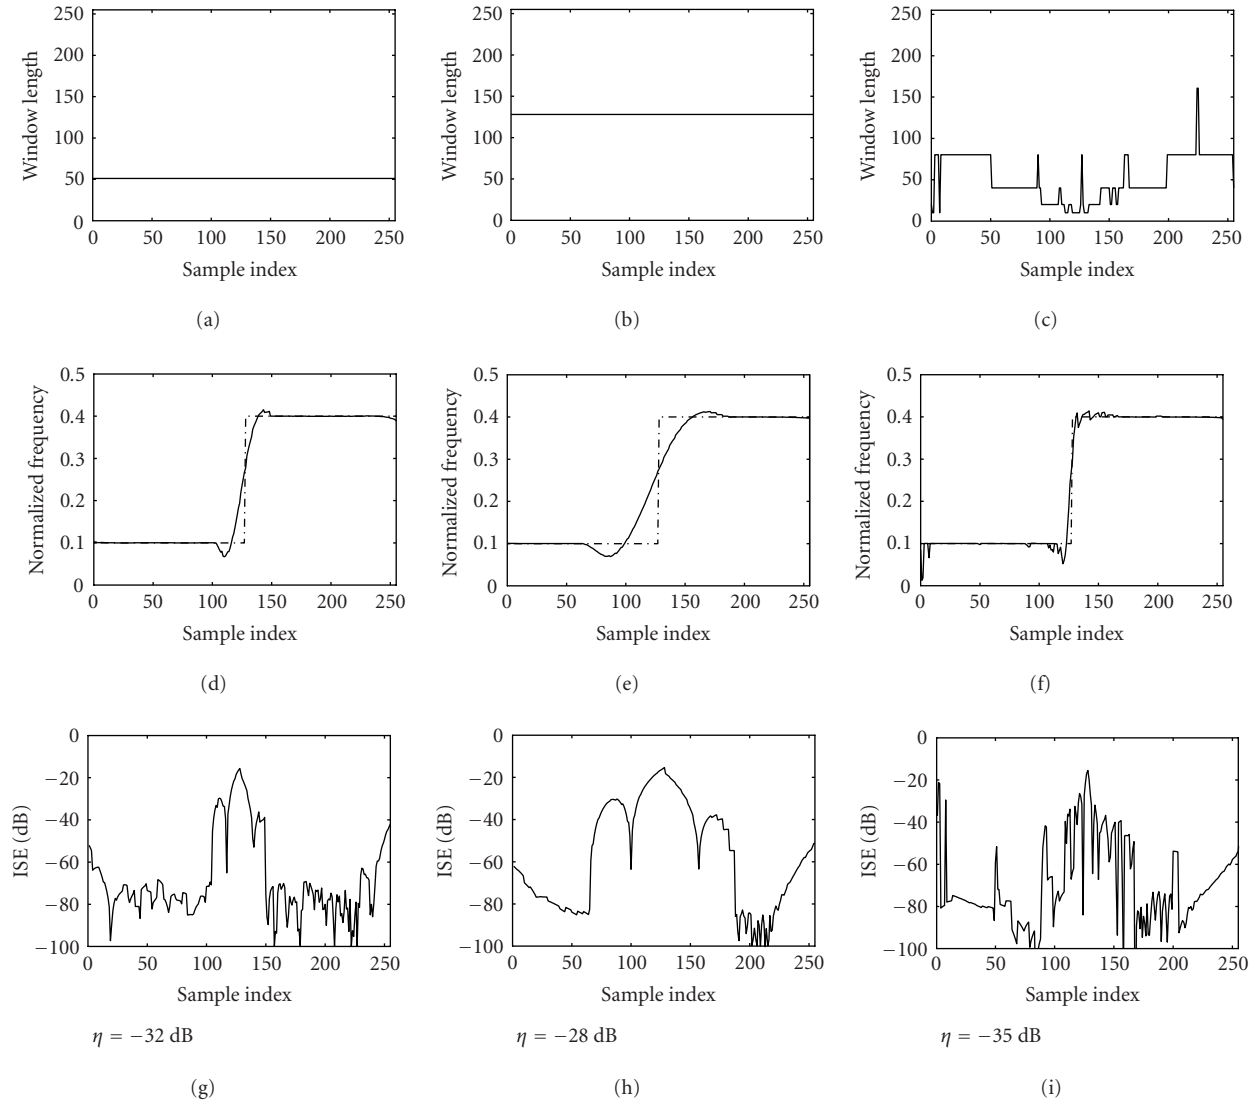 250
200
150
100
50
0
Window length
0 50 100 150 200 250
Sample index
(a)
250
200
150
100
50
0
Window length
0 50 100 150 200 250
Sample index
(b)
250
200
150
100
50
0
Window length
0 50 100 150 200 250
Sample index
(c)
0.5
0.4
0.3
0.2
0.1
0
Normalized frequency
0 50 100 150 200 250
Sample index
(d)
0.5
0.4
0.3
0.2
0.1
0
Normalized frequency
0 50 100 150 200 250
Sample index
(e)
0.5
0.4
0.3
0.2
0.1
0
Normalized frequency
0 50 100 150 200 250
Sample index
(f)
0
−20
−40
−60
−80
−100
ISE (dB)
0 50 100 150 200 250
Sample index
η = −32 dB
(g)
0
−20
−40
−60
−80
−100
ISE (dB)
0 50 100 150 200 250
Sample index
η = −28 dB
(h)
0
−20
−40
−60
−80
−100
ISE (dB)
0 50 100 150 200 250
Sample index
η = −35 dB
(i)